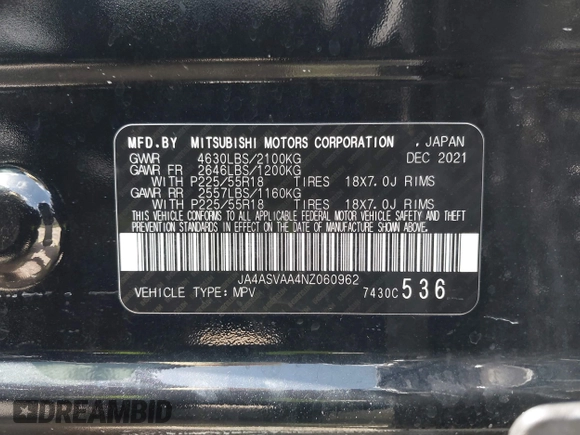 MFD.BY MITSUBISHI MOTORS CORPORATION , JAPAN
GVWR 4630LBS/2100KG DEC 2021
GAWR FR 2646LBS/1200KG
WITH P225/55R18 TIRES 18X7.0J RIMS
GAWR RR 2557LBS/1160KG
WITH P225/55R18 TIRES 18X7.0J RIMS
THIS VEHICLE CONFORMS TO ALL APPLICABLE FEDERAL MOTOR VEHICLE SAFETY AND THEFT
PREVENTION STANDARDS IN EFFECT ON THE DATE OF MANUFACTURE SHOWN ABOVE.
JA4ASVAA4NZ060962
VEHICLE TYPE: MPV 7430C 536
DREAMBID